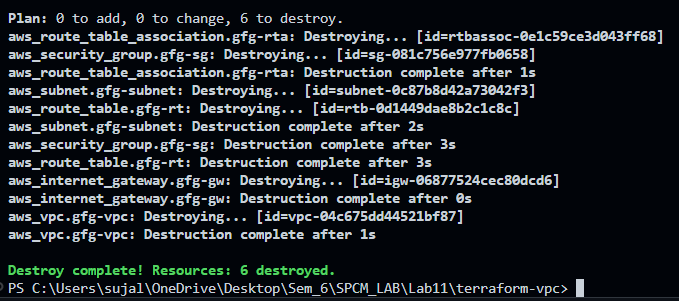 Plan: 0 to add, 0 to change, 6 to destroy.
aws_route_table_association.gfg-rta: Destroying... [id=rtbassoc-0e1c59ce3d043ff68]
aws_security_group.gfg-sg: Destroying... [id=sg-081c756e977fb0658]
aws_route_table_association.gfg-rta: Destruction complete after 1s
aws_subnet.gfg-subnet: Destroying... [id=subnet-0c87b8d42a73042f3]
aws_route_table.gfg-rt: Destroying... [id=rtb-0d1449dae8b2c1c8c]
aws_subnet.gfg-subnet: Destruction complete after 2s
aws_security_group.gfg-sg: Destruction complete after 3s
aws_route_table.gfg-rt: Destruction complete after 3s
aws_internet_gateway.gfg-gw: Destroying... [id=igw-06877524cec80dcd6]
aws_internet_gateway.gfg-gw: Destruction complete after 0s
aws_vpc.gfg-vpc: Destroying... [id=vpc-04c675dd44521bf87]
aws_vpc.gfg-vpc: Destruction complete after 1s
Destroy complete! Resources: 6 destroyed.
PS C:\Users\sujal\OneDrive\Desktop\Sem_6\SPCM_LAB\Lab11\terraform-vpc>